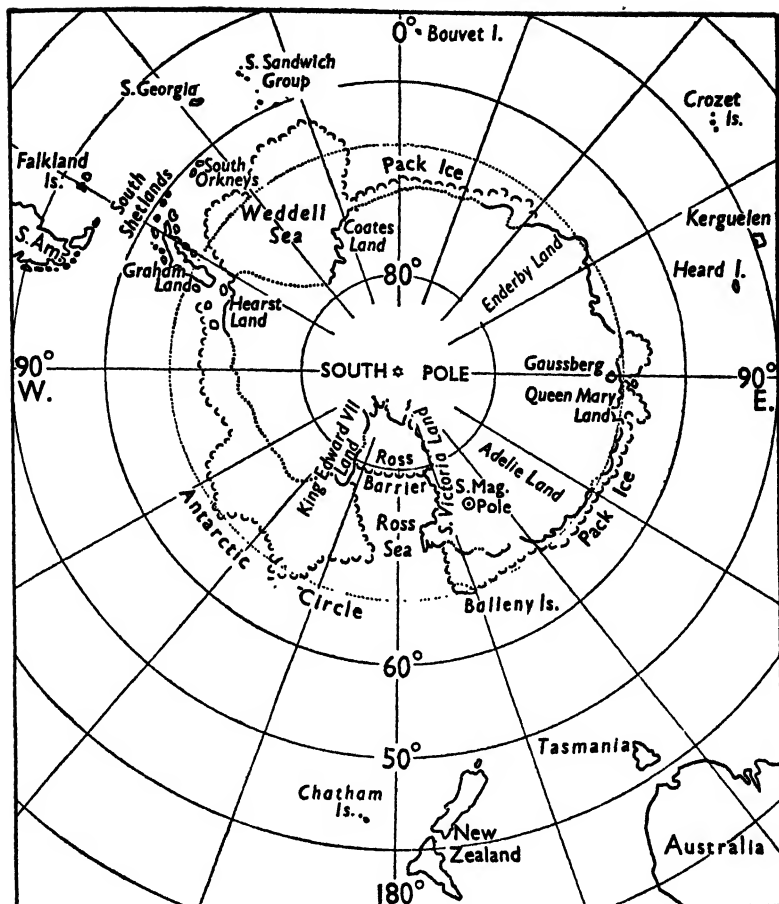 0° Bouvet I.
S. Sandwich
Group
S. Georgia
Crozet
Is.
Falkland
Is.
South
Shetlands
South
Orkneys
Pack Ice
Weddell
Sea
Coates
Land
Kerguelen
S. Am.
Graham
Land
Hearst
Land
80°
Enderby Land
Heard I.
90°
W.
SOUTH POLE
Gaussberg
Queen Mary
Land
90°
E.
King Edward VII
Land
Ross
Barrier
S. Victoria Land
S. Mag.
Pole
Adelie Land
Pack Ice
Ross
Sea
Antarctic
Circle
Balleny Is.
60°
50°
Tasmania
Chatham
Is.
New
Zealand
Australia
180°